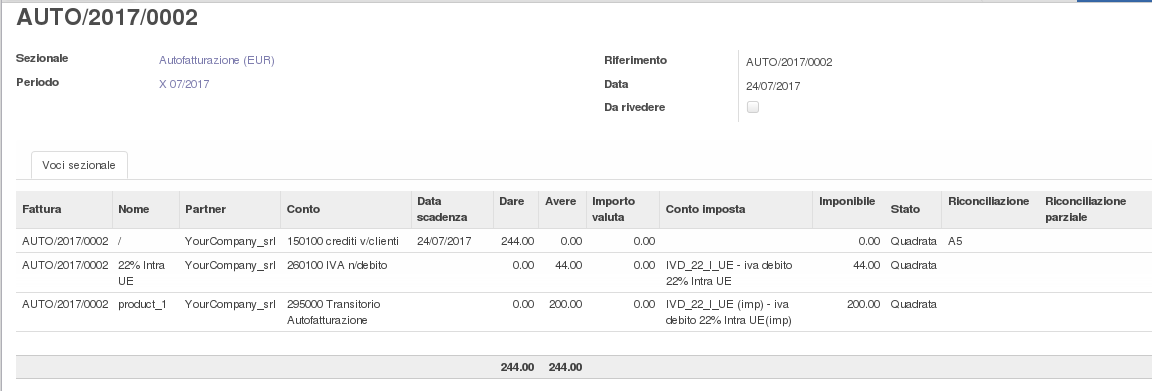 AUTO/2017/0002
Sezionale Autofatturazione (EUR) Riferimento AUTO/2017/0002
Periodo X 07/2017 Data 24/07/2017
Da rivedere
Voci sezionale
Fattura Nome Partner Conto Data scadenza Dare Avere Importo valuta Conto imposta Imponibile Stato Riconciliazione Riconciliazione parziale
AUTO/2017/0002 / YourCompany_srl 150100 crediti v/clienti 24/07/2017 244.00 0.00 0.00 0.00 Quadrata A5
AUTO/2017/0002 22% Intra UE YourCompany_srl 260100 IVA n/debito 0.00 44.00 0.00 IVD_22_I_UE - iva debito 22% Intra UE 44.00 Quadrata
AUTO/2017/0002 product_1 YourCompany_srl 295000 Transitorio Autofatturazione 0.00 200.00 0.00 IVD_22_I_UE (imp) - iva debito 22% Intra UE(imp) 200.00 Quadrata
244.00 244.00